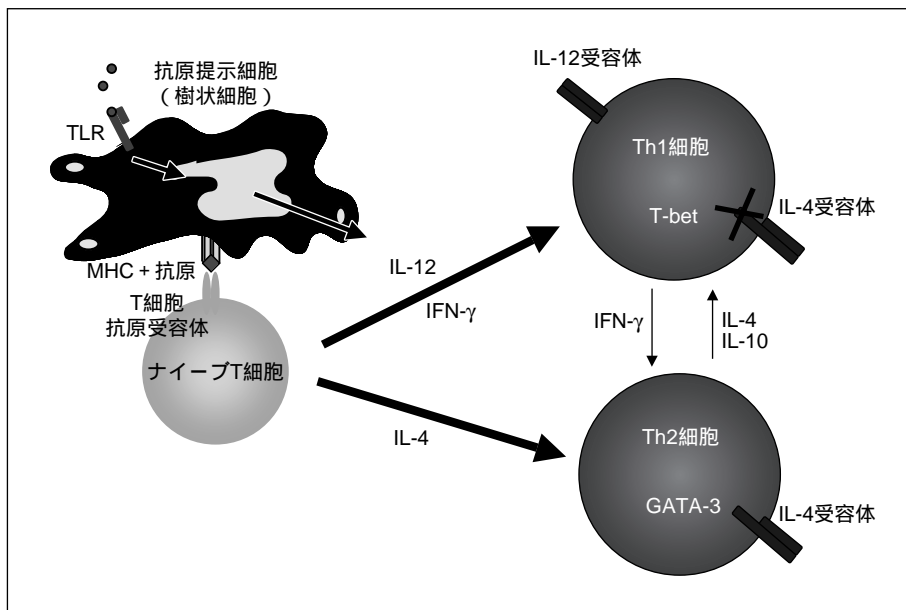 抗原提示細胞
(樹状細胞)
TLR
MHC+抗原
T細胞
抗原受容体
ナイーブT細胞
IL-12
IFN-γ
IL-4
IL-12受容体
Th1細胞
T-bet
IL-4受容体
IFN-γ
IL-4
IL-10
Th2細胞
GATA-3
IL-4受容体